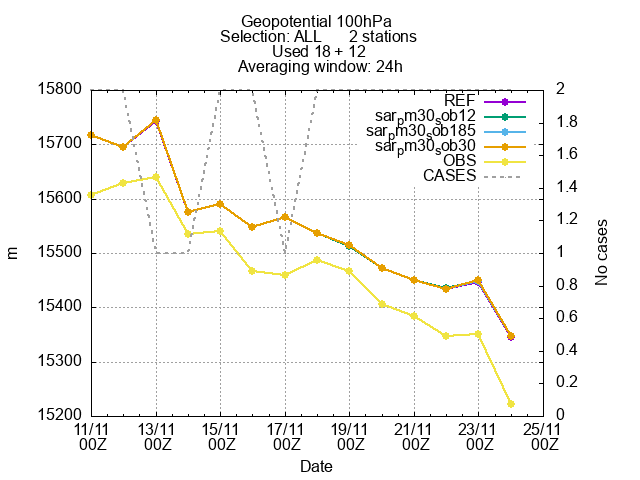 Geopotential 100hPa
Selection: ALL 2 stations
Used 18 + 12
Averaging window: 24h
15800
15700
15600
15500
15400
15300
15200
m
2
1.8
1.6
1.4
1.2
1
0.8
0.6
0.4
0.2
0
No cases
REF
sarpm30sob12
sarpm30sob185
sarpm30sob30
OBS
CASES
11/11 13/11 15/11 17/11 19/11 21/11 23/11 25/11
00Z 00Z 00Z 00Z 00Z 00Z 00Z 00Z
Date